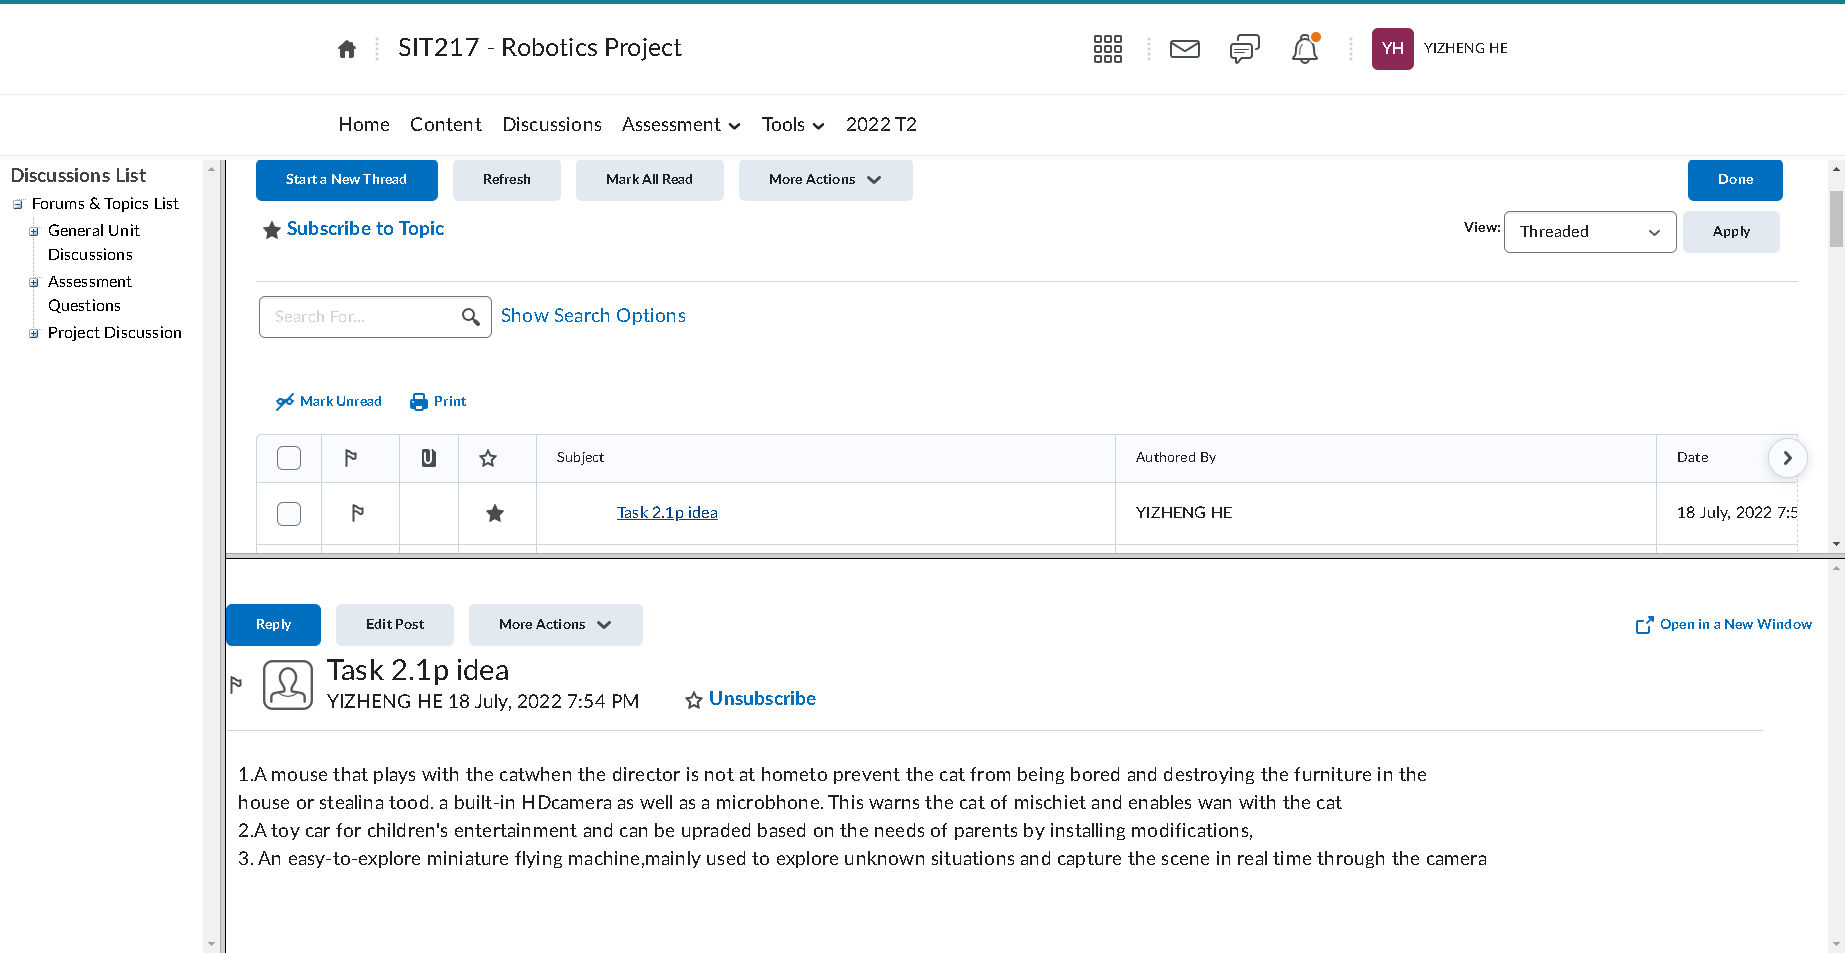 SIT217 - Robotics Project
YH
YIZHENG HE
Home Content Discussions Assessment Tools 2022 T2
Discussions List
Forums & Topics List
General Unit
Discussions
Assessment
Questions
Project Discussion
Start a New Thread Refresh Mark All Read More Actions Done
Subscribe to Topic
View: Threaded Apply
Search For... Show Search Options
Mark Unread Print
Subject Authored By Date
Task 2.1p idea YIZHENG HE 18 July, 2022 7:5
Reply Edit Post More Actions Open in a New Window
Task 2.1p idea
YIZHENG HE 18 July, 2022 7:54 PM Unsubscribe
1.A mouse that plays with the catwhen the director is not at hometo prevent the cat from being bored and destroying the furniture in the
house or stealina tood. a built-in HDcamera as well as a microbhone. This warns the cat of mischiet and enables wan with the cat
2.A toy car for children's entertainment and can be upraded based on the needs of parents by installing modifications,
3. An easy-to-explore miniature flying machine,mainly used to explore unknown situations and capture the scene in real time through the camera